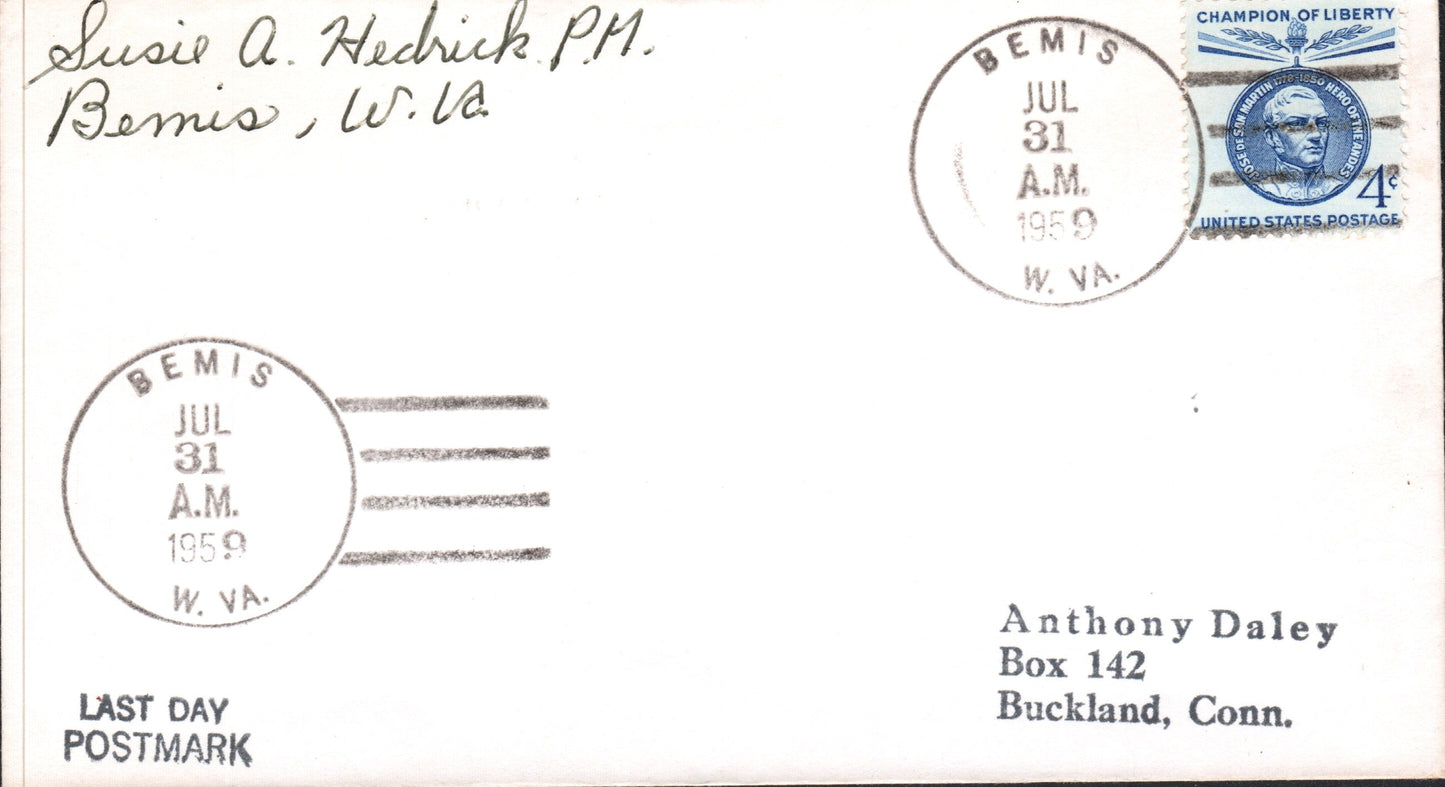 Susie A. Hedrick P.M.
Bemis, W. Va.
BEMIS
JUL
31
A.M.
1959
W. VA.
CHAMPION OF LIBERTY
JOSE DE SAN MARTIN 1778-1850 HERO OF THE ANDES
4¢
UNITED STATES POSTAGE
BEMIS
JUL
31
A.M.
1959
W. VA.
LAST DAY
POSTMARK
Anthony Daley
Box 142
Buckland, Conn.